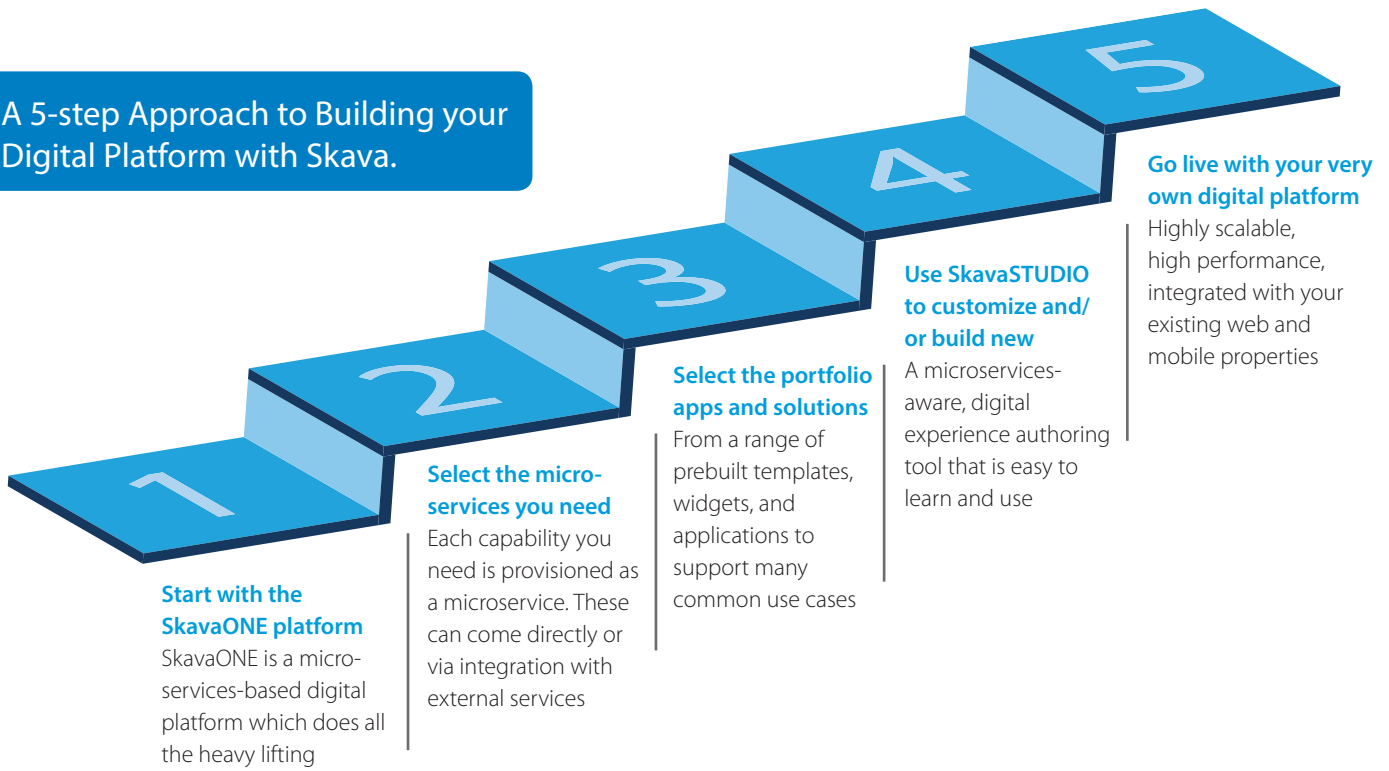 A 5-step Approach to Building your
Digital Platform with Skava.
1
Start with the
SkavaONE platform
SkavaONE is a micro-
services-based digital
platform which does all
the heavy lifting
2
Select the micro-
services you need
Each capability you
need is provisioned as
a microservice. These
can come directly or
via integration with
external services
3
Select the portfolio
apps and solutions
From a range of
prebuilt templates,
widgets, and
applications to
support many
common use cases
4
Use SkavaSTUDIO
to customize and/
or build new
A microservices-
aware, digital
experience authoring
tool that is easy to
learn and use
5
Go live with your very
own digital platform
Highly scalable,
high performance,
integrated with your
existing web and
mobile properties